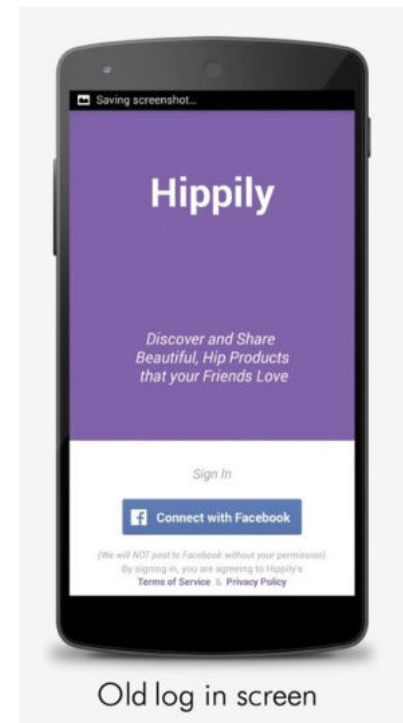 Saving screenshot...
Hippily
Discover and Share
Beautiful, Hip Products
that your Friends Love
Sign In
f Connect with Facebook
(We will NOT post to Facebook without your permission)
By signing in, you are agreeing to Hippily's
Terms of Service & Privacy Policy
Old log in screen